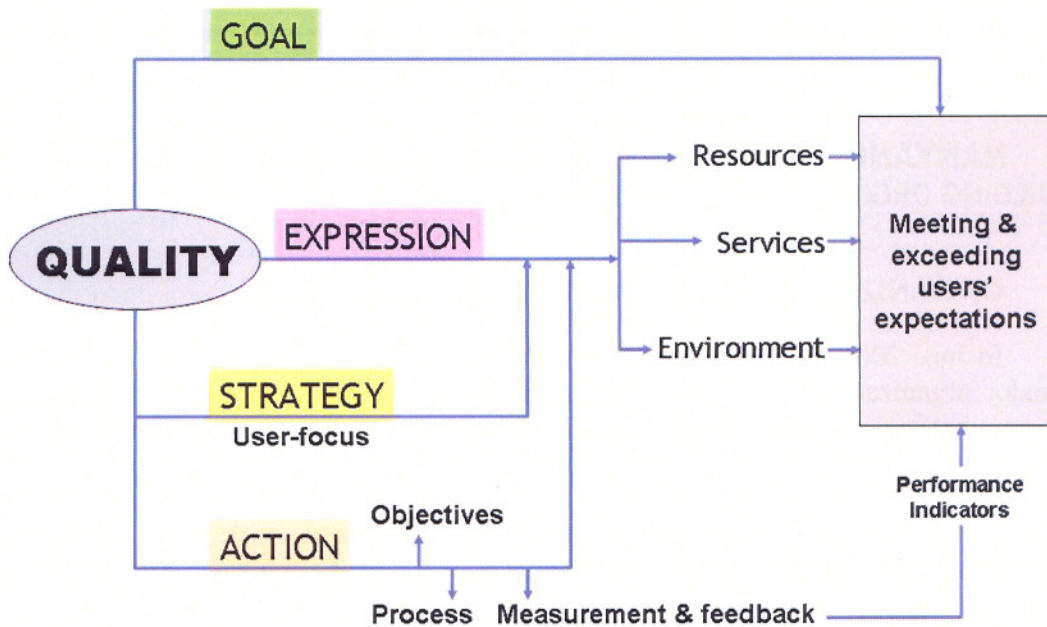 GOAL
Resources
EXPRESSION
QUALITY
Services
Meeting &
exceeding
users'
expectations
Environment
STRATEGY
User-focus
Performance
Indicators
Objectives
ACTION
Process
Measurement & feedback